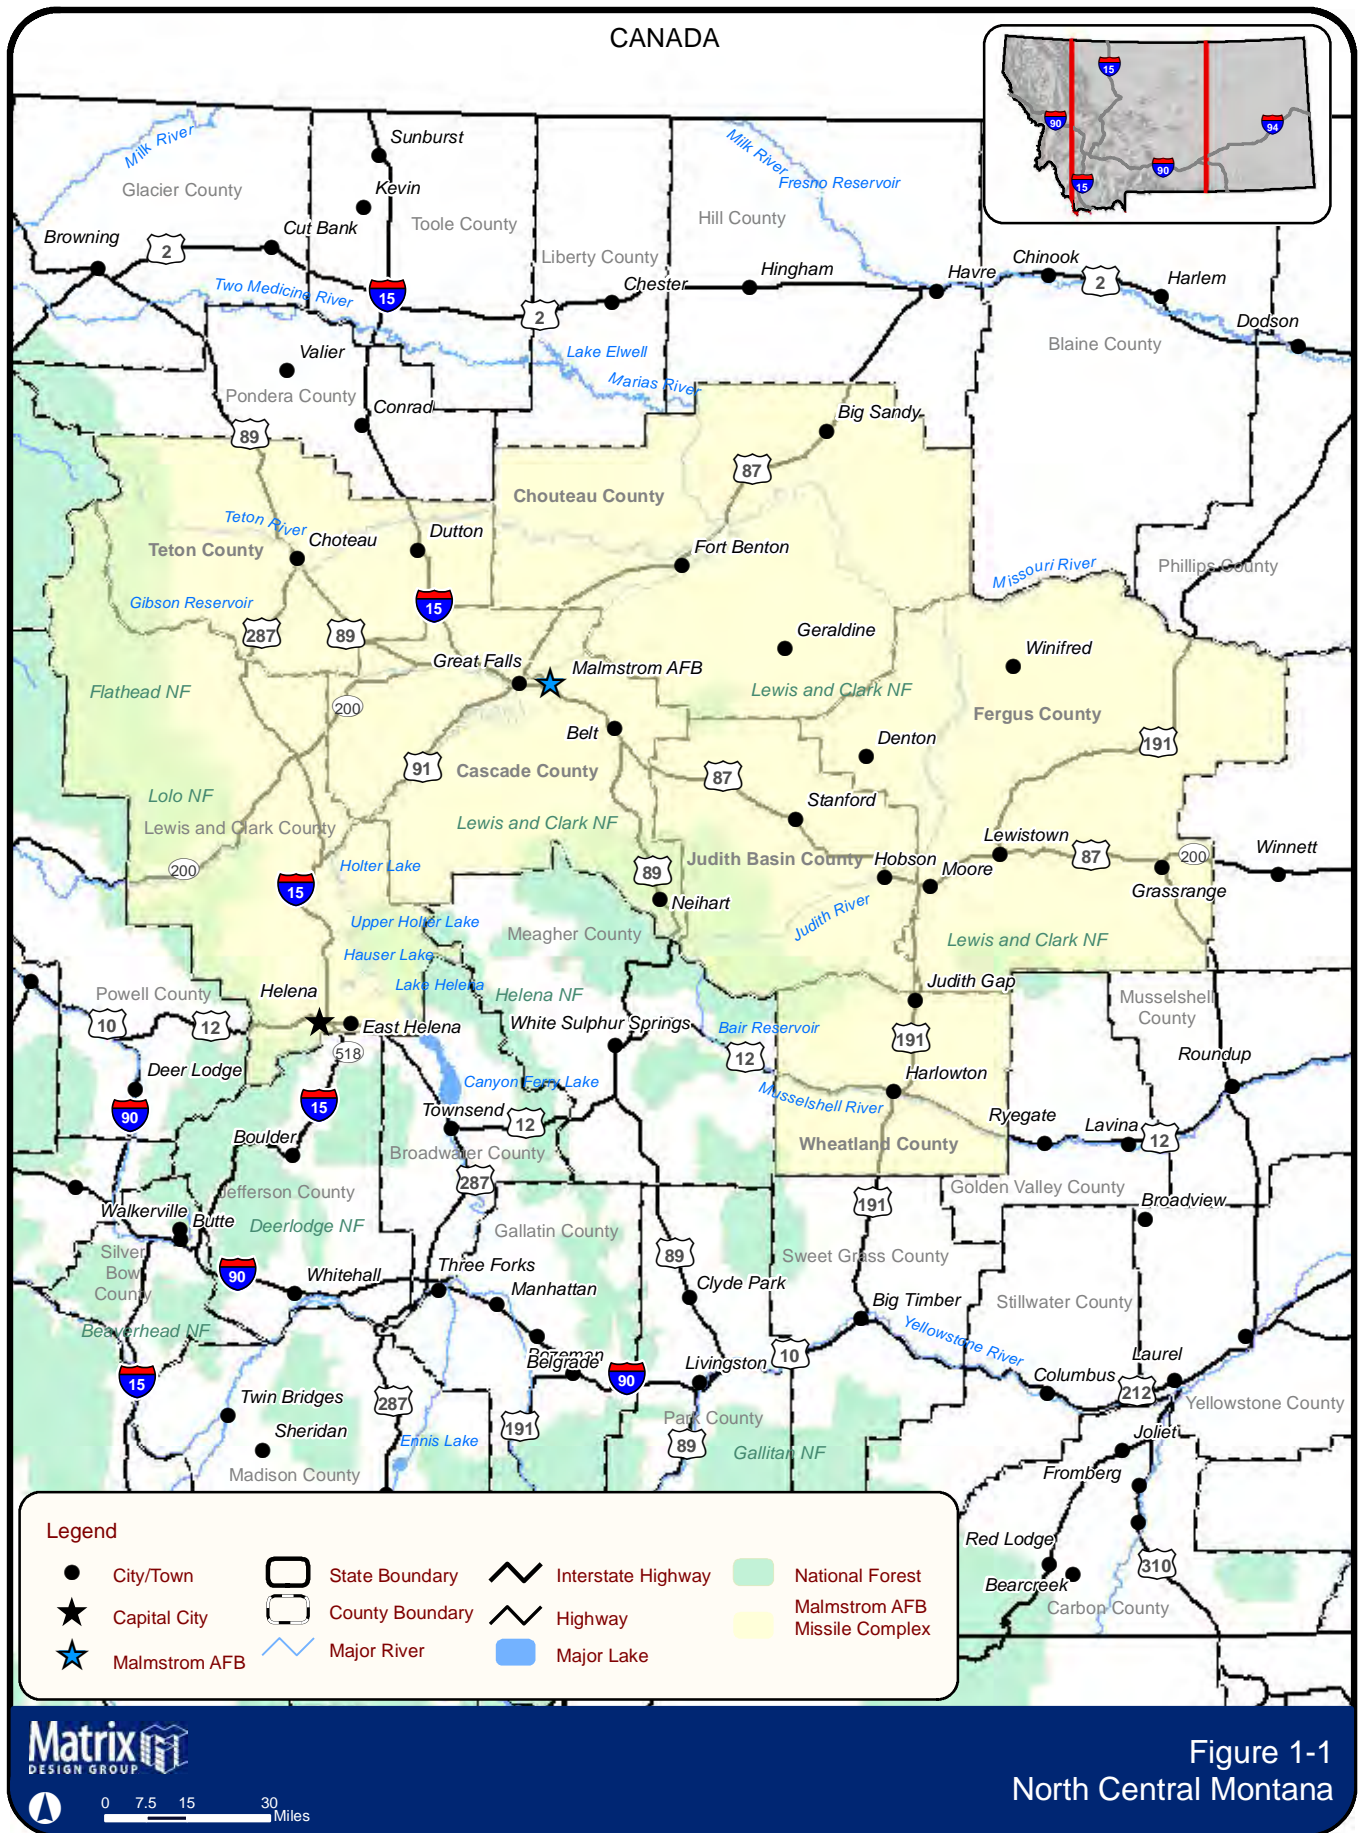 CANADA
15
90
94
90
15
Milk River
Sunburst
Milk River
Glacier County
Kevin
Fresno Reservoir
Toole County
Hill County
Cut Bank
Browning
2
Liberty County
Chester
Hingham
Havre
Chinook
2
Harlem
Two Medicine River
15
2
Dodson
Valier
Lake Elwell
Blaine County
Pondera County
Marias River
Conrad
Big Sandy
89
87
Chouteau County
Teton River
Dutton
Teton County
Choteau
Fort Benton
Missouri River
Phillips County
Gibson Reservoir
15
287
89
Geraldine
Winifred
Great Falls
Malmstrom AFB
Flathead NF
Lewis and Clark NF
200
Fergus County
Belt
Denton
191
91
Cascade County
87
Lolo NF
Stanford
Lewis and Clark County
Lewis and Clark NF
Lewistown
Holter Lake
Judith Basin County
Hobson
87
200
Winnett
200
89
Moore
15
Neihart
Grassrange
Upper Holter Lake
Judith River
Meagher County
Lewis and Clark NF
Hauser Lake
Lake Helena
Judith Gap
Helena
Powell County
Helena NF
Musselshell
County
10
12
East Helena
White Sulphur Springs
Bair Reservoir
191
518
12
Roundup
Deer Lodge
Canyon Ferry Lake
Harlowton
90
15
Townsend
Musselshell River
12
Ryegate
Lavina
12
Boulder
Broadwater County
Wheatland County
287
Jefferson County
191
Golden Valley County
Walkerville
Butte
Broadview
Deerlodge NF
Gallatin County
Silver
Bow
County
89
Sweet Grass County
90
Whitehall
Three Forks
Manhattan
Clyde Park
Big Timber
Stillwater County
Beaverhead NF
Yellowstone River
Bozeman
Belgrade
10
Laurel
15
90
Livingston
Columbus
212
Twin Bridges
287
Yellowstone County
191
Park County
Sheridan
Ennis Lake
89
Gallitan NF
Joliet
Madison County
Fromberg
Legend
Red Lodge
310
Bearcreek
Carbon County
City/Town
State Boundary
Interstate Highway
National Forest
Capital City
County Boundary
Highway
Malmstrom AFB
Missile Complex
Malmstrom AFB
Major River
Major Lake
Matrix
DESIGN GROUP
Figure 1-1
North Central Montana
0 7.5 15 30
Miles